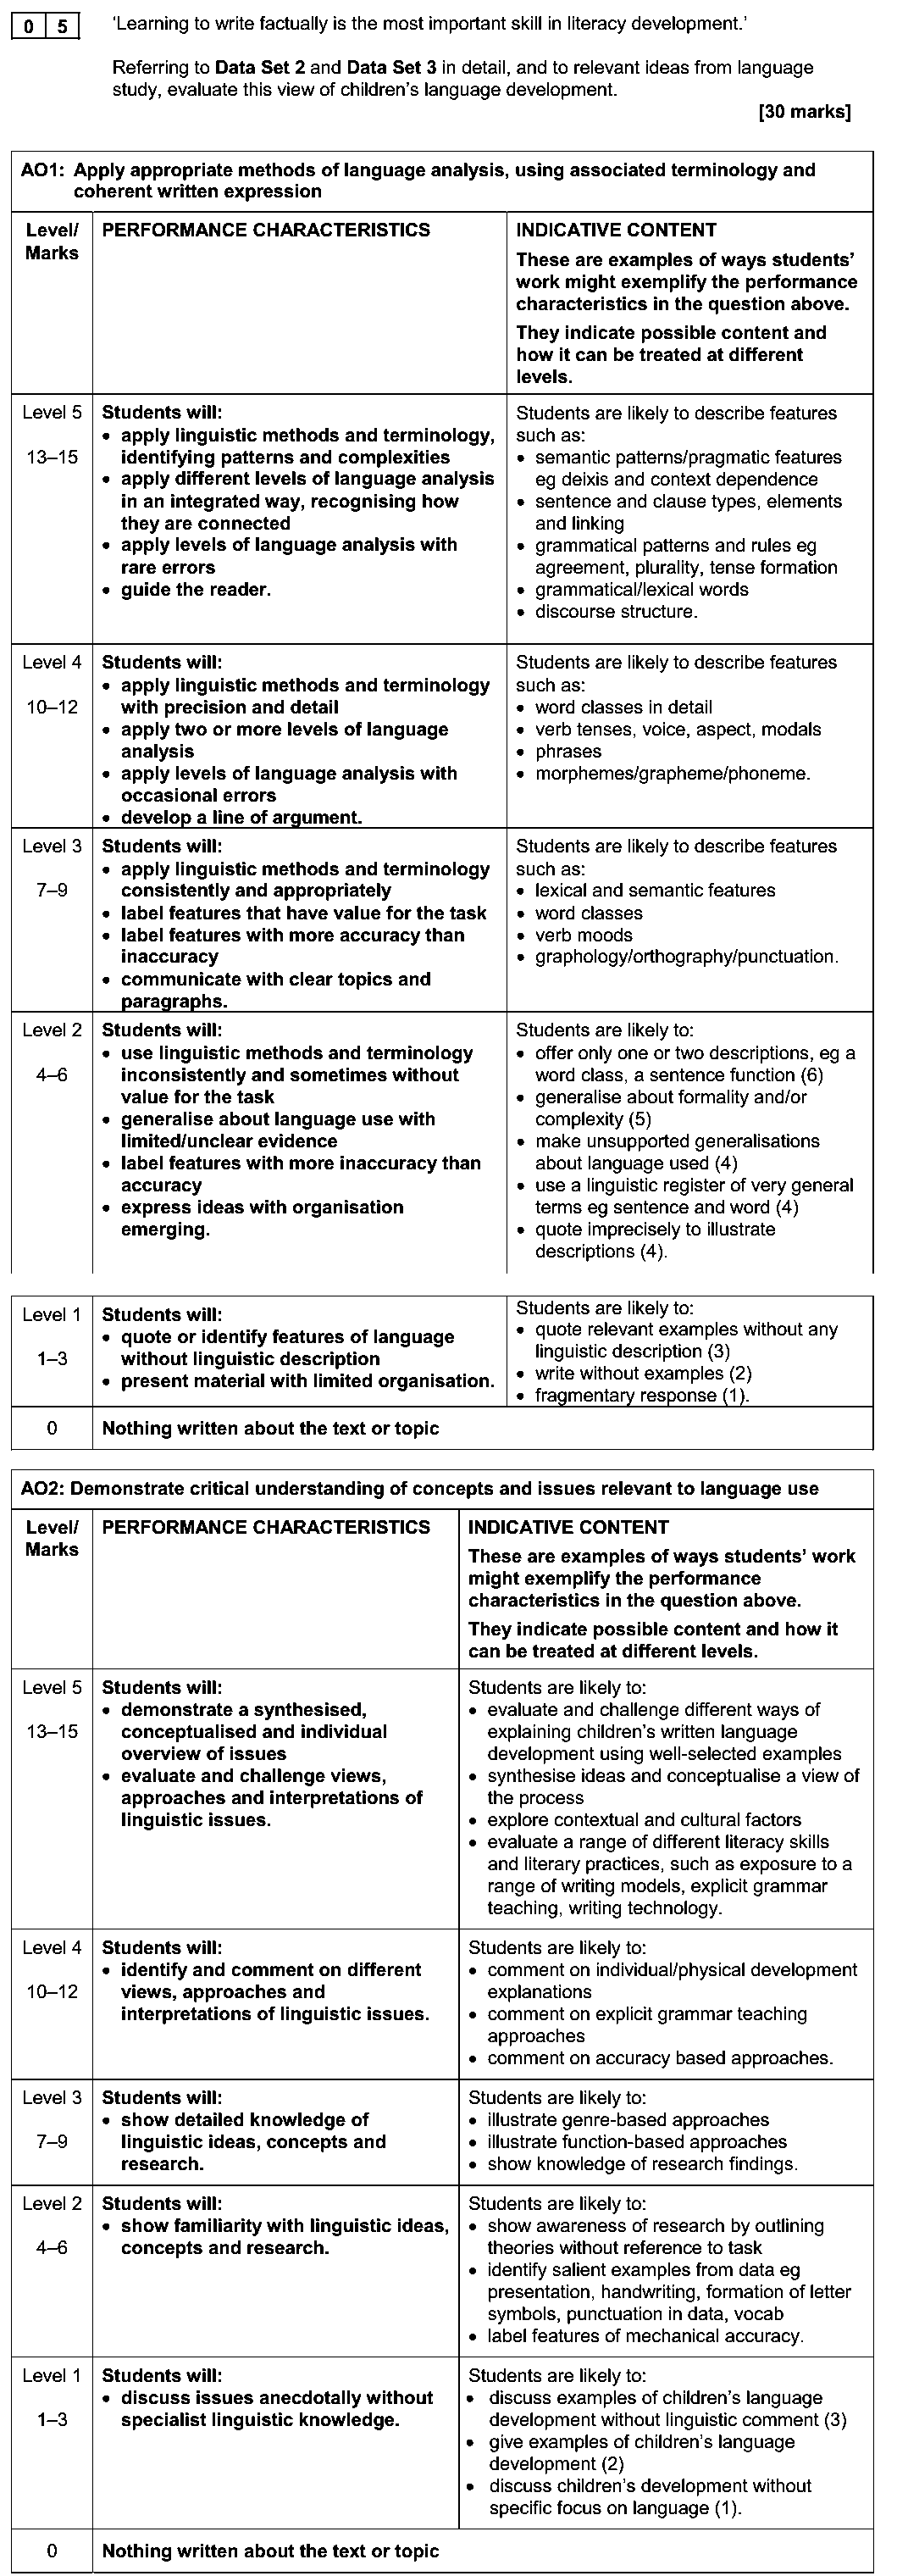 0 5 ‘Learning to write factually is the most important skill in literacy development.’
Referring to Data Set 2 and Data Set 3 in detail, and to relevant ideas from language
study, evaluate this view of children’s language development.
[30 marks]
AO1: Apply appropriate methods of language analysis, using associated terminology and
coherent written expression
Level/
Marks
PERFORMANCE CHARACTERISTICS
INDICATIVE CONTENT
These are examples of ways students’
work might exemplify the performance
characteristics in the question above.
They indicate possible content and
how it can be treated at different
levels.
Level 5
13–15
Students will:
• apply linguistic methods and terminology,
identifying patterns and complexities
• apply different levels of language analysis
in an integrated way, recognising how
they are connected
• apply levels of language analysis with
rare errors
• guide the reader.
Students are likely to describe features
such as:
• semantic patterns/pragmatic features
eg deixis and context dependence
• sentence and clause types, elements
and linking
• grammatical patterns and rules eg
agreement, plurality, tense formation
• grammatical/lexical words
• discourse structure.
Level 4
10–12
Students will:
• apply linguistic methods and terminology
with precision and detail
• apply two or more levels of language
analysis
• apply levels of language analysis with
occasional errors
• develop a line of argument.
Students are likely to describe features
such as:
• word classes in detail
• verb tenses, voice, aspect, modals
• phrases
• morphemes/grapheme/phoneme.
Level 3
7–9
Students will:
• apply linguistic methods and terminology
consistently and appropriately
• label features that have value for the task
• label features with more accuracy than
inaccuracy
• communicate with clear topics and
paragraphs.
Students are likely to describe features
such as:
• lexical and semantic features
• word classes
• verb moods
• graphology/orthography/punctuation.
Level 2
4–6
Students will:
• use linguistic methods and terminology
inconsistently and sometimes without
value for the task
• generalise about language use with
limited/unclear evidence
• label features with more inaccuracy than
accuracy
• express ideas with organisation
emerging.
Students are likely to:
• offer only one or two descriptions, eg a
word class, a sentence function (6)
• generalise about formality and/or
complexity (5)
• make unsupported generalisations
about language used (4)
• use a linguistic register of very general
terms eg sentence and word (4)
• quote imprecisely to illustrate
descriptions (4).
Level 1
1–3
Students will:
• quote or identify features of language
without linguistic description
• present material with limited organisation.
Students are likely to:
• quote relevant examples without any
linguistic description (3)
• write without examples (2)
• fragmentary response (1).
0
Nothing written about the text or topic
AO2: Demonstrate critical understanding of concepts and issues relevant to language use
Level/
Marks
PERFORMANCE CHARACTERISTICS
INDICATIVE CONTENT
These are examples of ways students’ work
might exemplify the performance
characteristics in the question above.
They indicate possible content and how it
can be treated at different levels.
Level 5
13–15
Students will:
• demonstrate a synthesised,
conceptualised and individual
overview of issues
• evaluate and challenge views,
approaches and interpretations of
linguistic issues.
Students are likely to:
• evaluate and challenge different ways of
explaining children’s written language
development using well-selected examples
• synthesise ideas and conceptualise a view of
the process
• explore contextual and cultural factors
• evaluate a range of different literacy skills
and literary practices, such as exposure to a
range of writing models, explicit grammar
teaching, writing technology.
Level 4
10–12
Students will:
• identify and comment on different
views, approaches and
interpretations of linguistic issues.
Students are likely to:
• comment on individual/physical development
explanations
• comment on explicit grammar teaching
approaches
• comment on accuracy based approaches.
Level 3
7–9
Students will:
• show detailed knowledge of
linguistic ideas, concepts and
research.
Students are likely to:
• illustrate genre-based approaches
• illustrate function-based approaches
• show knowledge of research findings.
Level 2
4–6
Students will:
• show familiarity with linguistic ideas,
concepts and research.
Students are likely to:
• show awareness of research by outlining
theories without reference to task
• identify salient examples from data eg
presentation, handwriting, formation of letter
symbols, punctuation in data, vocab
• label features of mechanical accuracy.
Level 1
1–3
Students will:
• discuss issues anecdotally without
specialist linguistic knowledge.
Students are likely to:
• discuss examples of children’s language
development without linguistic comment (3)
• give examples of children’s language
development (2)
• discuss children’s development without
specific focus on language (1).
0
Nothing written about the text or topic